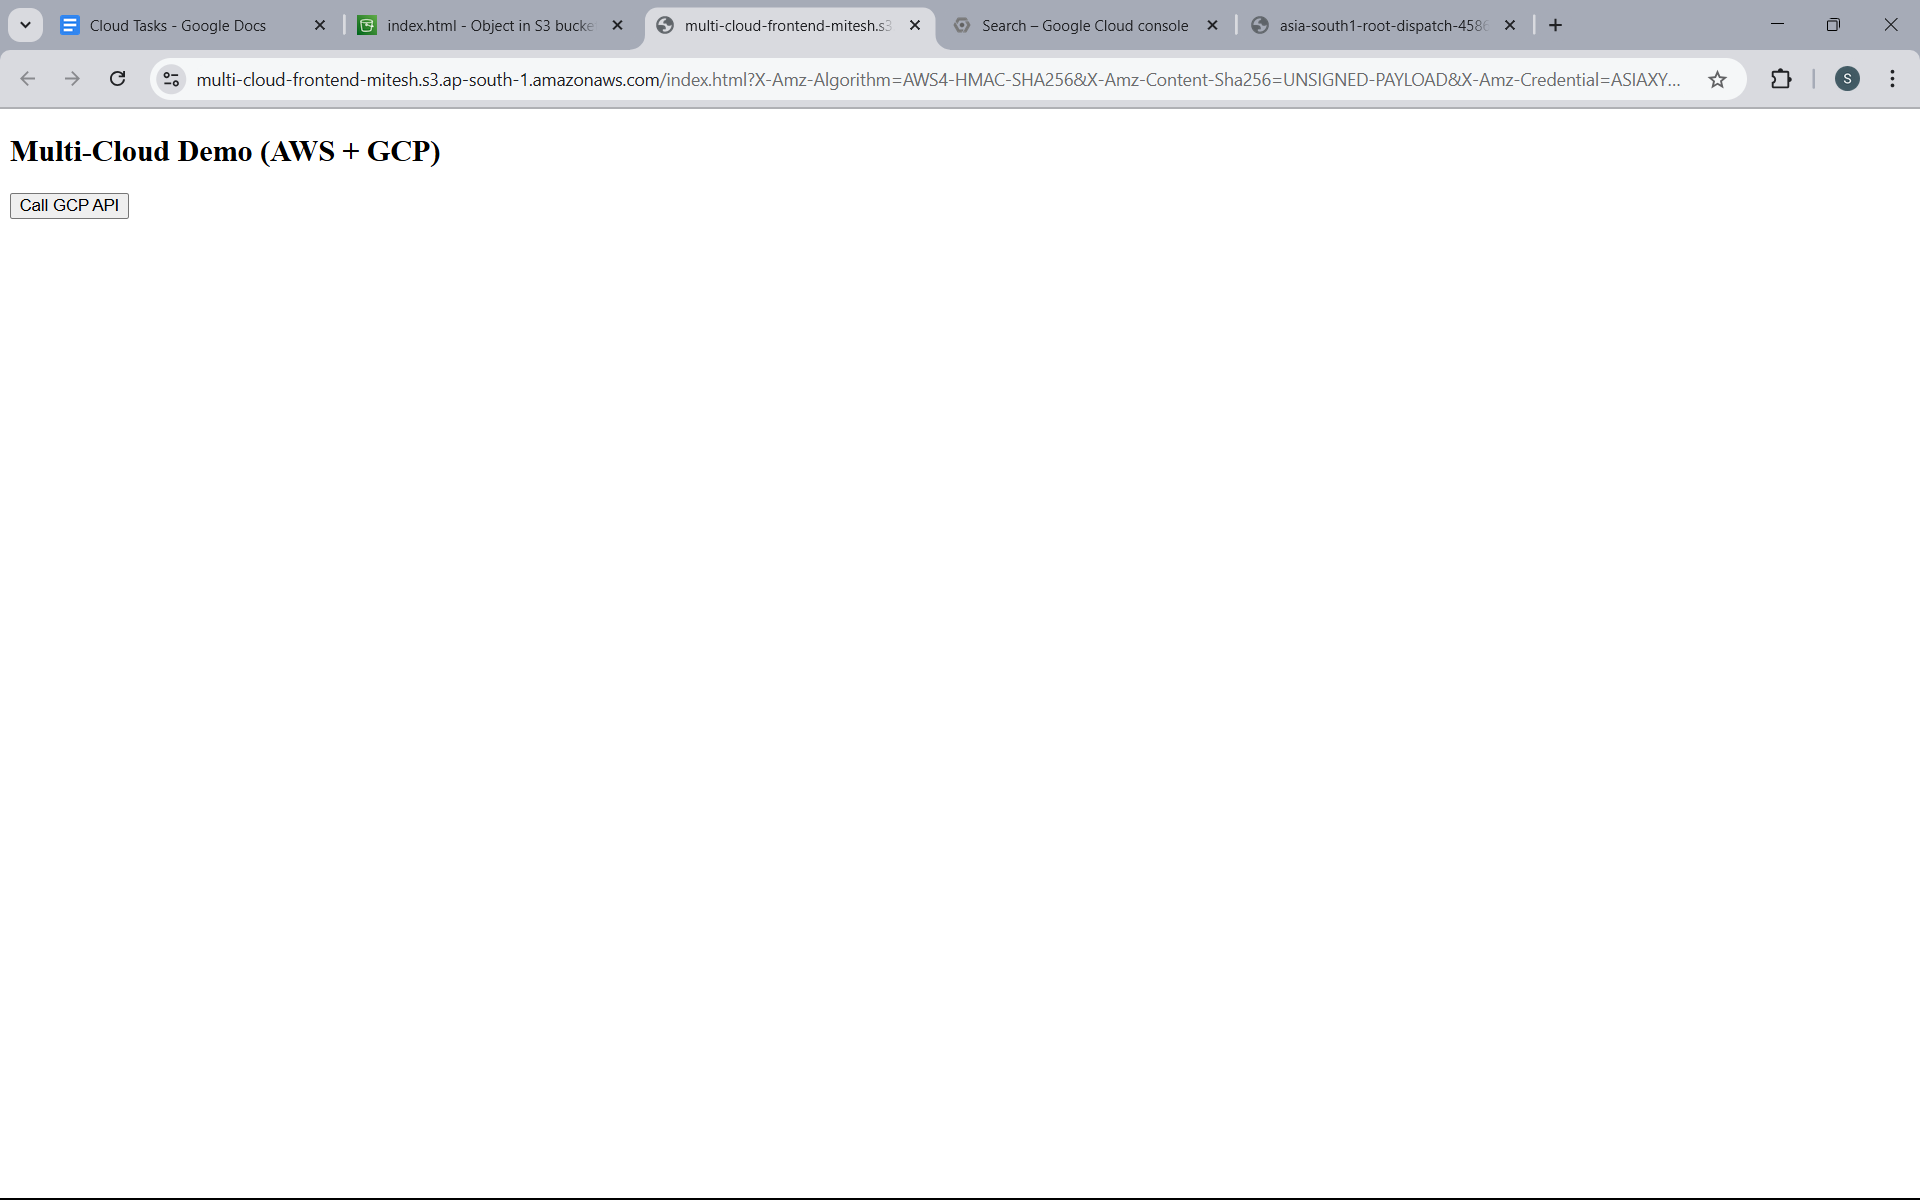 Cloud Tasks - Google Docs
index.html - Object in S3 bucke
multi-cloud-frontend-mitesh.s3
Search – Google Cloud console
asia-south1-root-dispatch-458
multi-cloud-frontend-mitesh.s3.ap-south-1.amazonaws.com/index.html?X-Amz-Algorithm=AWS4-HMAC-SHA256&X-Amz-Content-Sha256=UNSIGNED-PAYLOAD&X-Amz-Credential=ASIAXY...
S
Multi-Cloud Demo (AWS + GCP)
Call GCP API